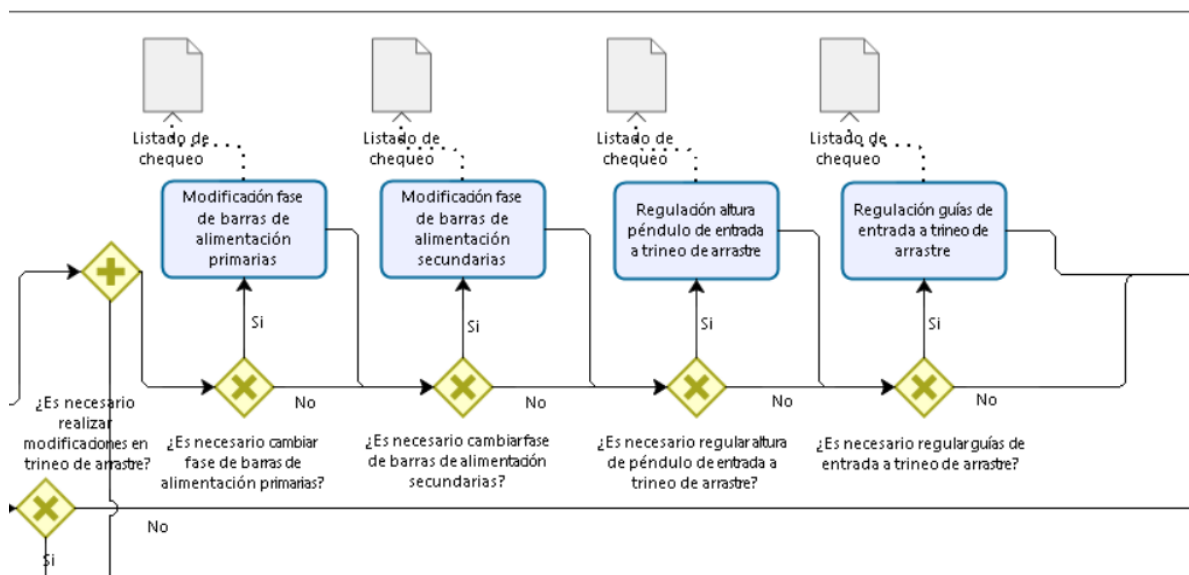 Listado de
chequeo
Listado de
chequeo
Listado de
chequeo
Listado de
chequeo
Modificación fase
de barras de
alimentación
primarias
Modificación fase
de barras de
alimentación
secundarias
Regulación altura
péndulo de entrada
a trineo de arrastre
Regulación guías de
entrada a trineo de
arrastre
Si
Si
Si
Si
No
No
No
No
¿Es necesario
realizar
modificaciones en
trineo de arrastre?
¿Es necesario cambiar
fase de barras de
alimentación primarias?
¿Es necesario cambiar fase
de barras de alimentación
secundarias?
¿Es necesario regular altura
de péndulo de entrada a
trineo de arrastre?
¿Es necesario regular guías de
entrada a trineo de arrastre?
No
Si